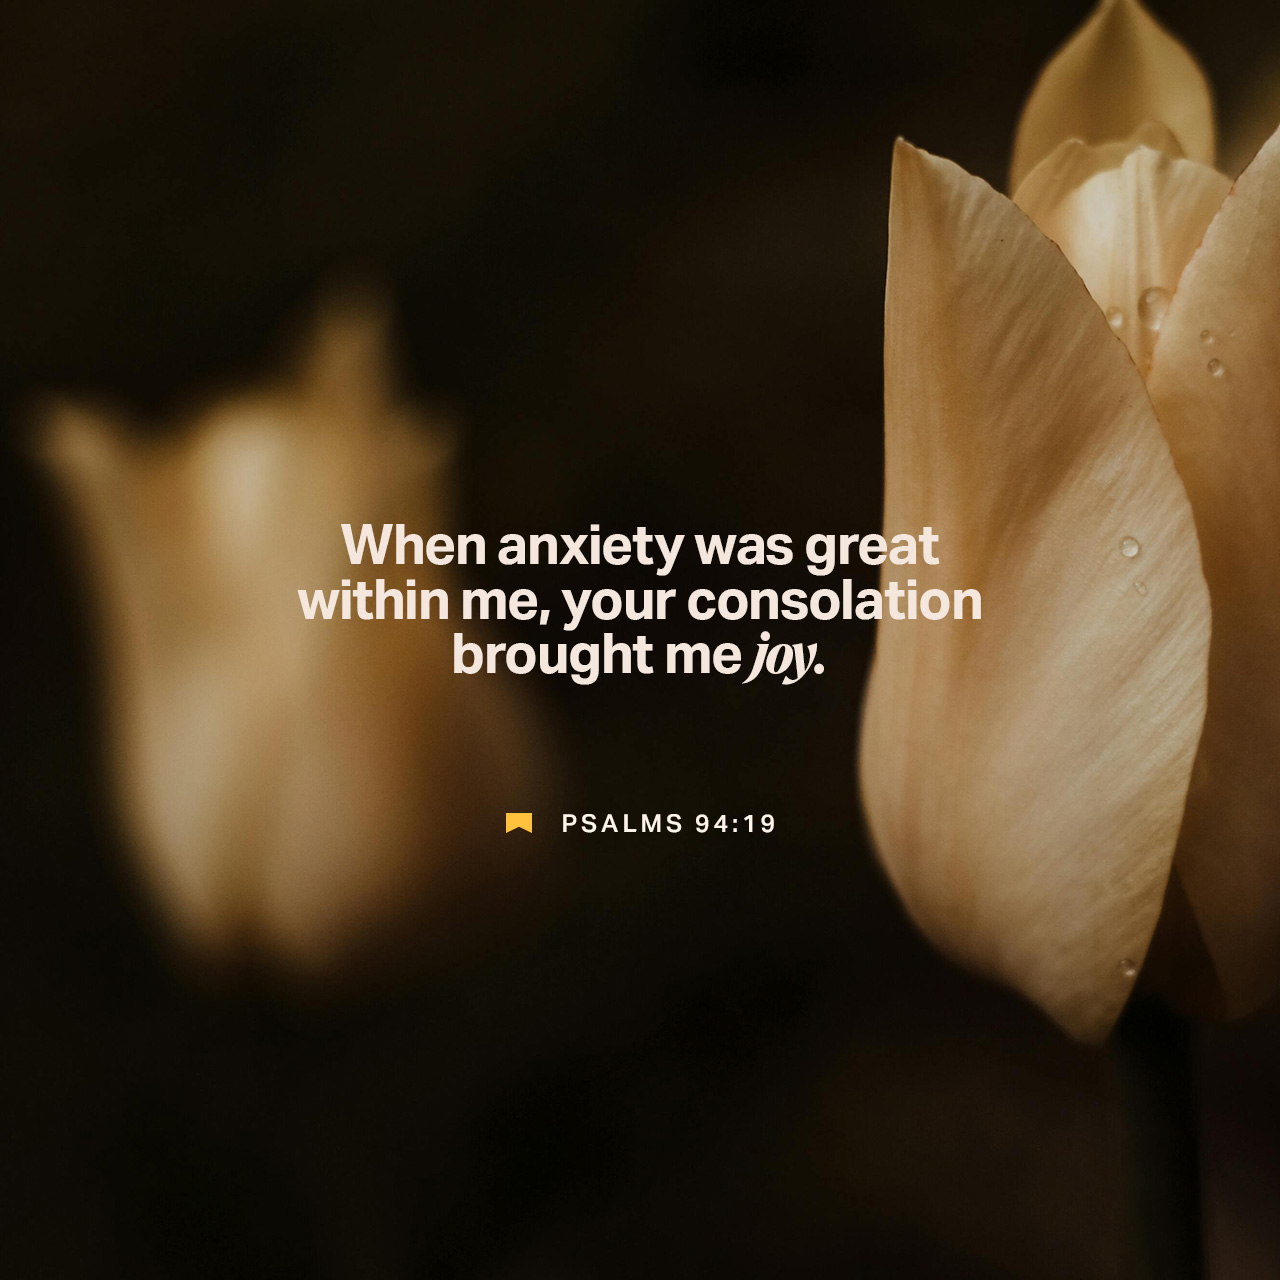 When anxiety was great
within me, your consolation
brought me joy.
PSALMS 94:19